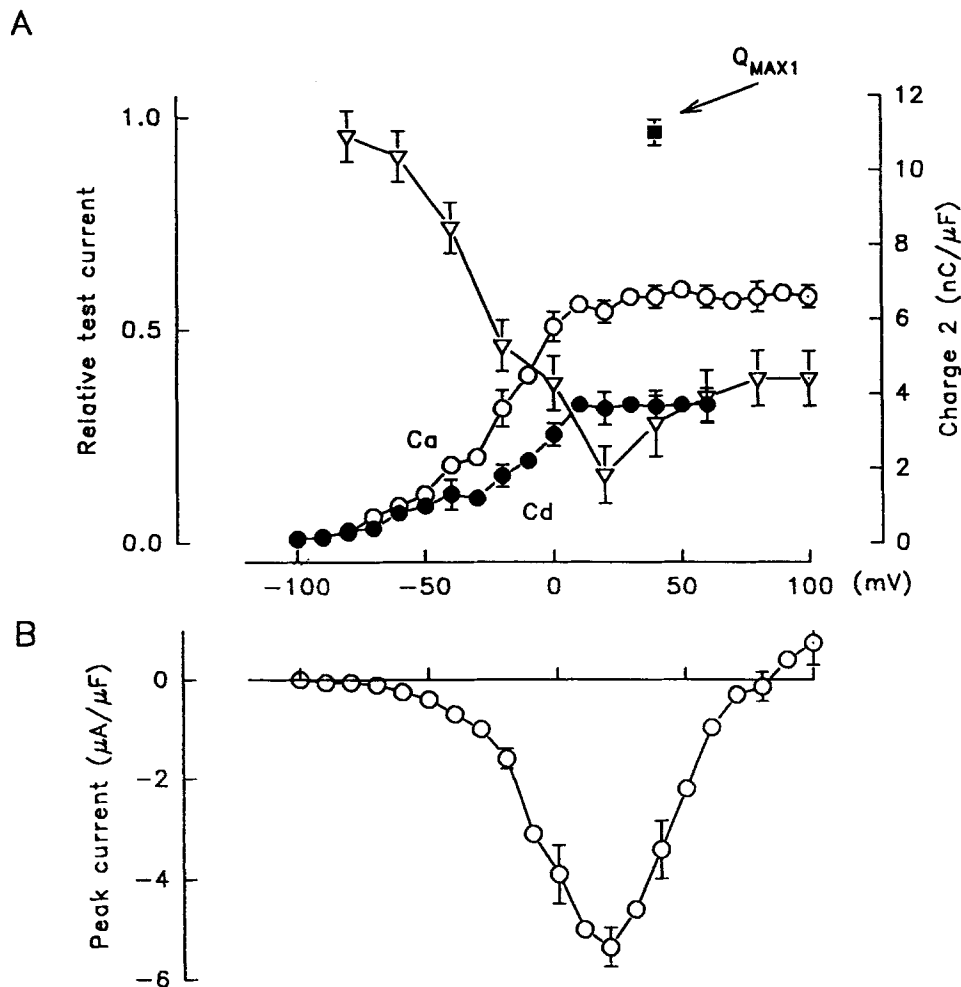 A
Q_MAX1
1.0
0.5
0.0
Relative test current
12
10
8
6
4
2
0
Charge 2 (nC/μF)
Ca
Cd
−100
−50
0
50
100
(mV)
B
0
−2
−4
−6
Peak current (μA/μF)